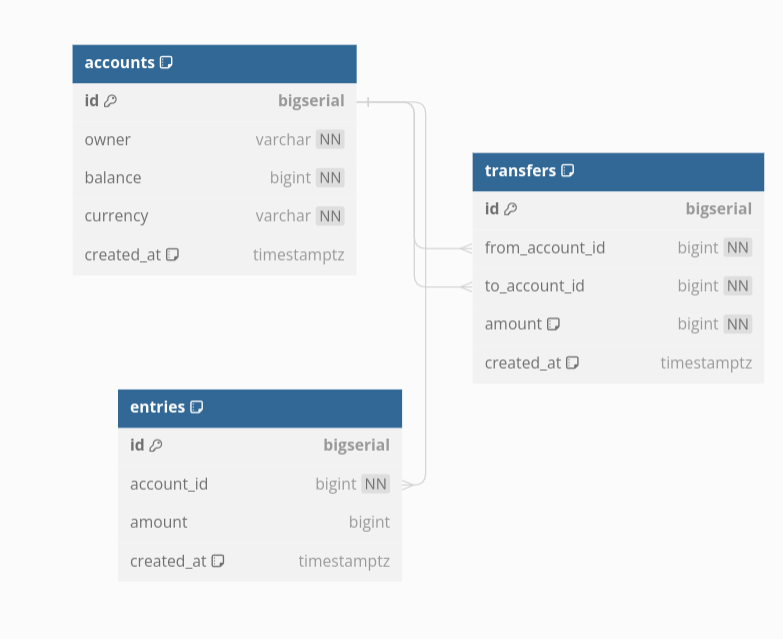 accounts
id bigserial
owner varchar NN
balance bigint NN
currency varchar NN
created_at timestamptz
transfers
id bigserial
from_account_id bigint NN
to_account_id bigint NN
amount bigint NN
created_at timestamptz
entries
id bigserial
account_id bigint NN
amount bigint
created_at timestamptz